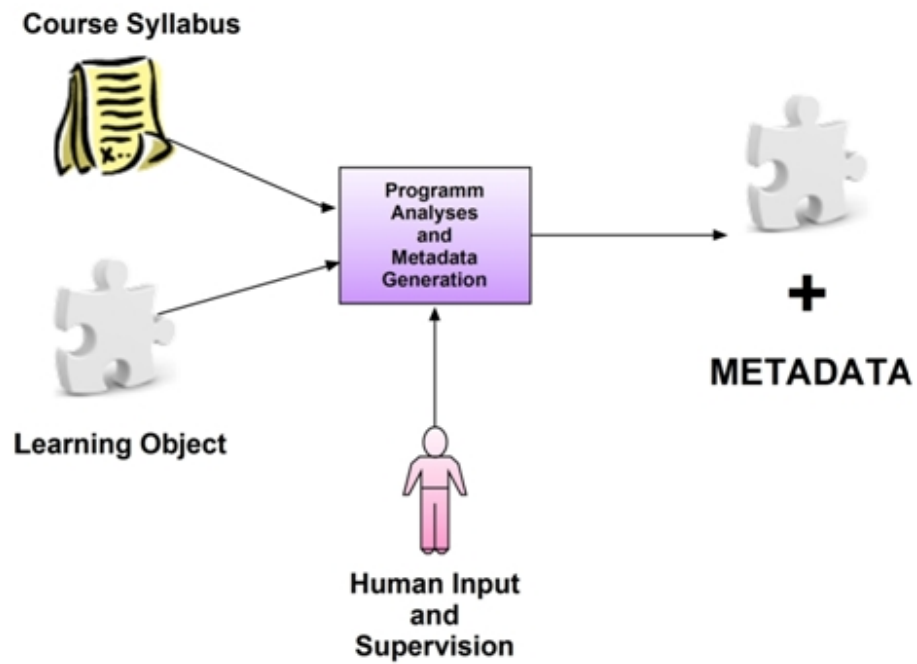 Course Syllabus
x..
Programm
Analyses
and
Metadata
Generation
+
METADATA
Learning Object
Human Input
and
Supervision